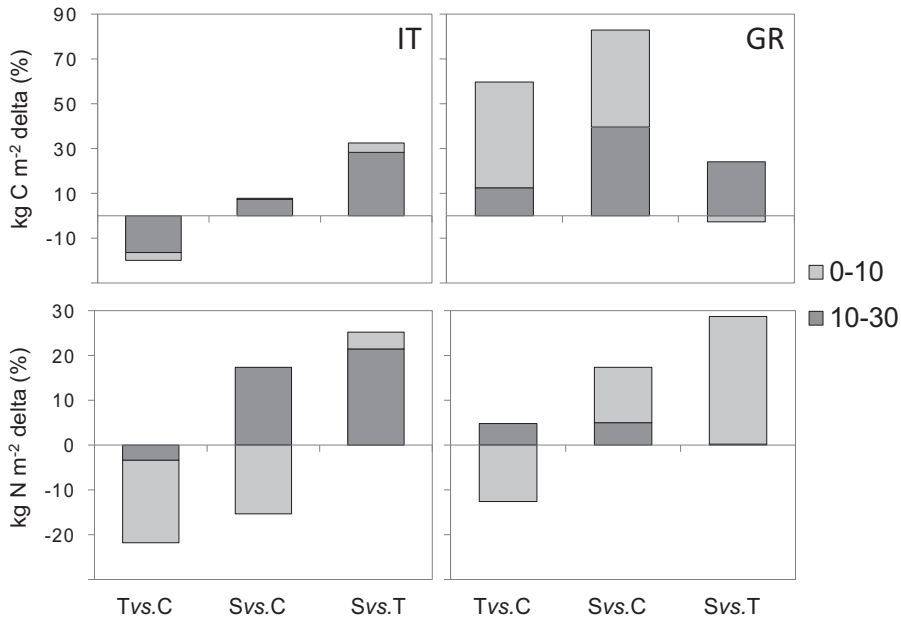 IT
GR
kg C m⁻² delta (%)
90
70
50
30
10
-10
0-10
10-30
kg N m⁻² delta (%)
30
20
10
0
-10
-20
Tvs.C Svs.C Svs.T Tvs.C Svs.C Svs.T